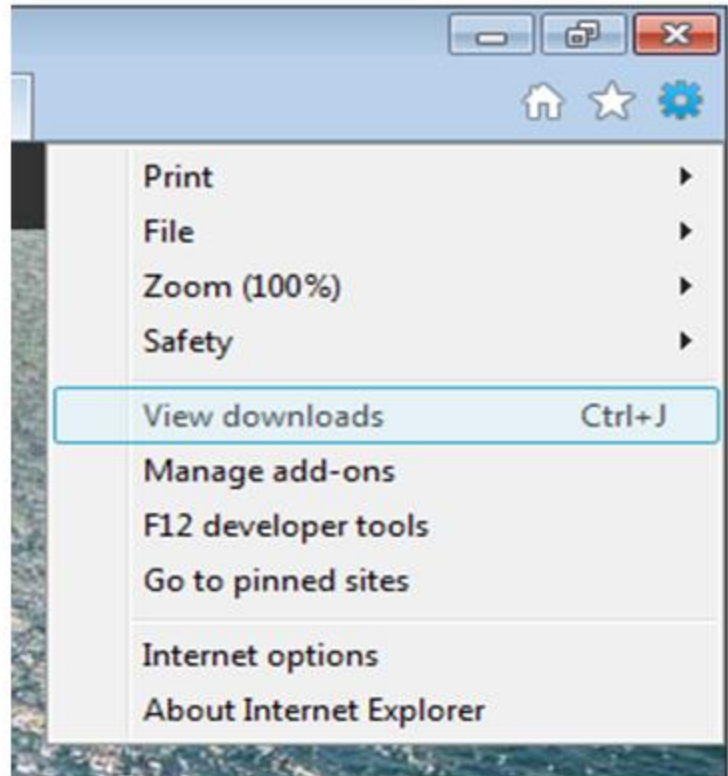 Print
File
Zoom (100%)
Safety
View downloads Ctrl+J
Manage add-ons
F12 developer tools
Go to pinned sites
Internet options
About Internet Explorer